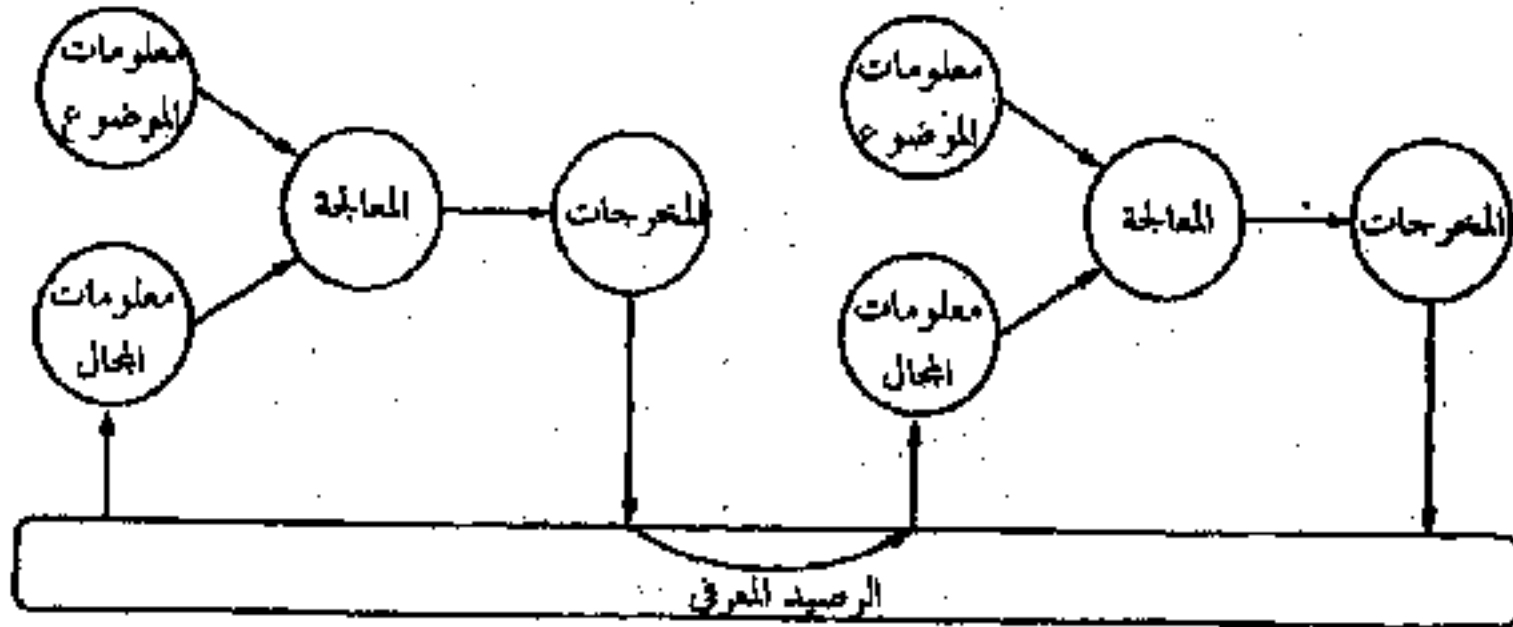 معلومات
الموضوع
معلومات
الموضوع
المعالجة
المخرجات
المعالجة
المخرجات
معلومات
المجال
معلومات
المجال
الرصيد المعرفي